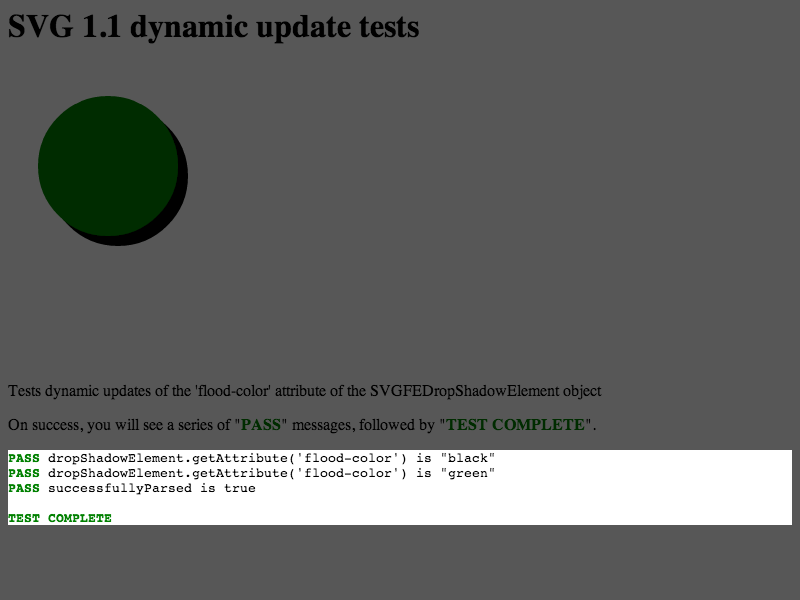 SVG 1.1 dynamic update tests
Tests dynamic updates of the 'flood-color' attribute of the SVGFEDropShadowElement object
On success, you will see a series of "PASS" messages, followed by "TEST COMPLETE".
PASS dropShadowElement.getAttribute('flood-color') is "black"
PASS dropShadowElement.getAttribute('flood-color') is "green"
PASS successfullyParsed is true
TEST COMPLETE